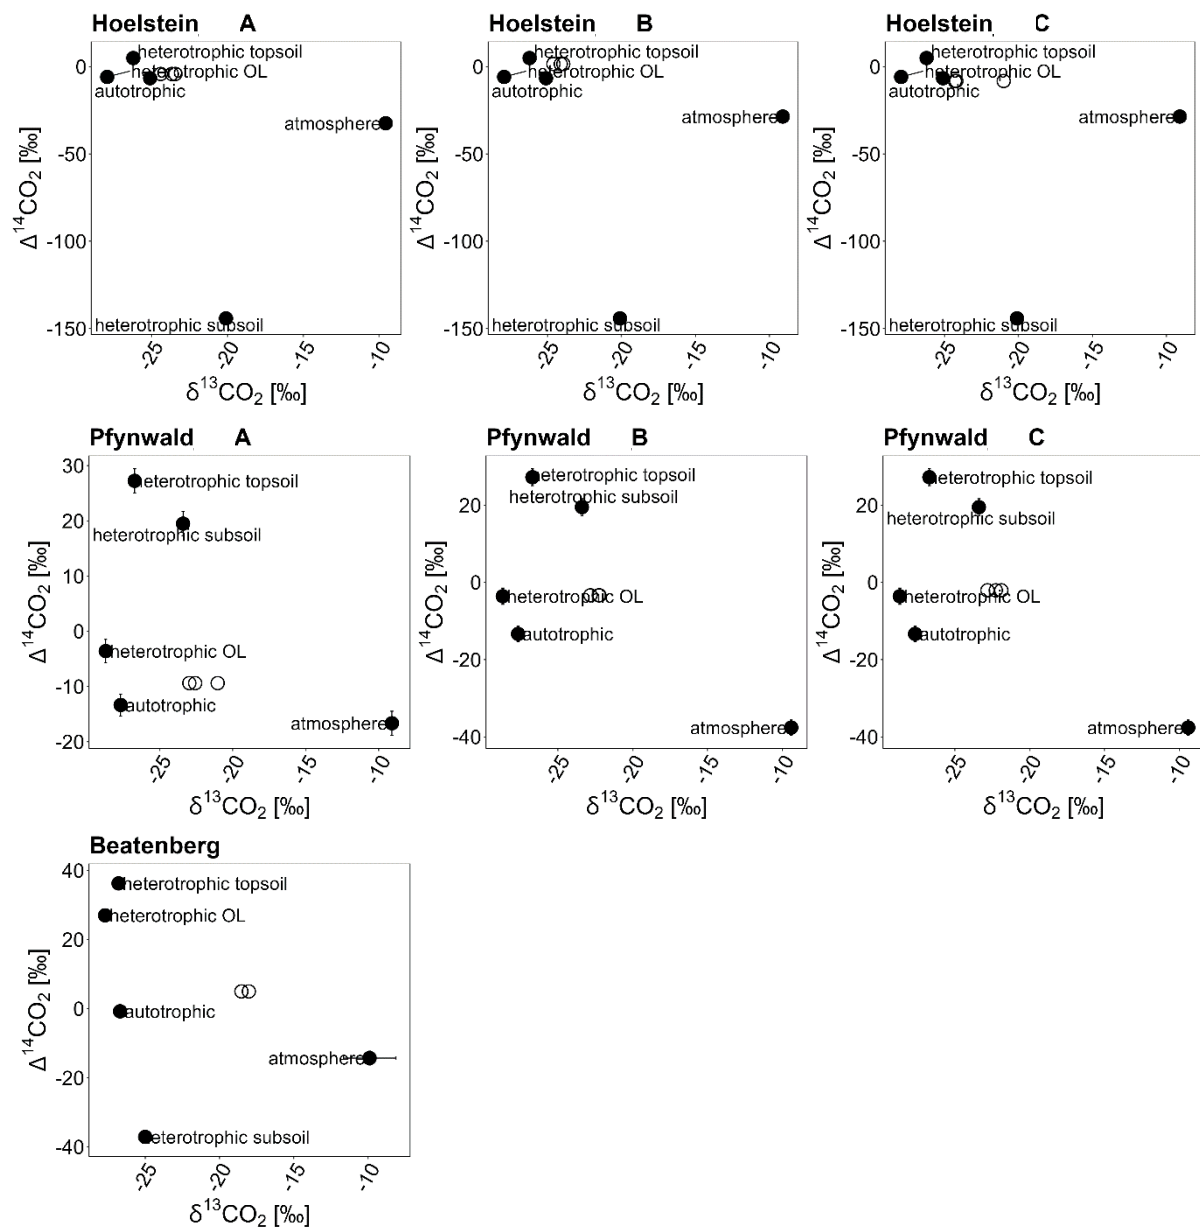 Hoelstein A
0
-50
-100
-150
Δ¹⁴CO₂ [‰]
heterotrophic topsoil
heterotrophic OL
autotrophic
atmosphere
heterotrophic subsoil
-25
-20
-15
-10
δ¹³CO₂ [‰]
Hoelstein B
0
-50
-100
-150
Δ¹⁴CO₂ [‰]
heterotrophic topsoil
heterotrophic OL
autotrophic
atmosphere
heterotrophic subsoil
-25
-20
-15
-10
δ¹³CO₂ [‰]
Hoelstein C
0
-50
-100
-150
Δ¹⁴CO₂ [‰]
heterotrophic topsoil
heterotrophic OL
autotrophic
atmosphere
heterotrophic subsoil
-25
-20
-15
-10
δ¹³CO₂ [‰]
Pfynwald A
30
20
10
0
-10
-20
Δ¹⁴CO₂ [‰]
heterotrophic topsoil
heterotrophic subsoil
heterotrophic OL
autotrophic
atmosphere
-25
-20
-15
-10
δ¹³CO₂ [‰]
Pfynwald B
20
0
-20
-40
Δ¹⁴CO₂ [‰]
heterotrophic topsoil
heterotrophic subsoil
heterotrophic OL
autotrophic
atmosphere
-25
-20
-15
-10
δ¹³CO₂ [‰]
Pfynwald C
20
0
-20
-40
Δ¹⁴CO₂ [‰]
heterotrophic topsoil
heterotrophic subsoil
heterotrophic OL
autotrophic
atmosphere
-25
-20
-15
-10
δ¹³CO₂ [‰]
Beatenberg
40
20
0
-20
-40
Δ¹⁴CO₂ [‰]
heterotrophic topsoil
heterotrophic OL
autotrophic
atmosphere
heterotrophic subsoil
-25
-20
-15
-10
δ¹³CO₂ [‰]